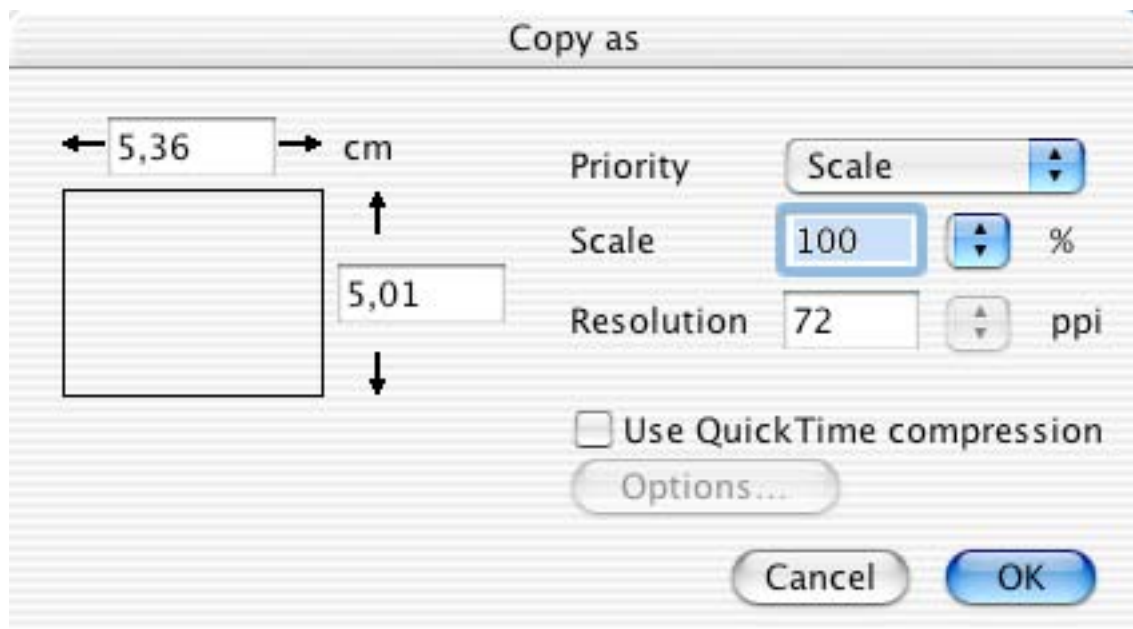 Copy as
5,36 cm
5,01
Priority Scale
Scale 100 %
Resolution 72 ppi
Use QuickTime compression
Options...
Cancel OK